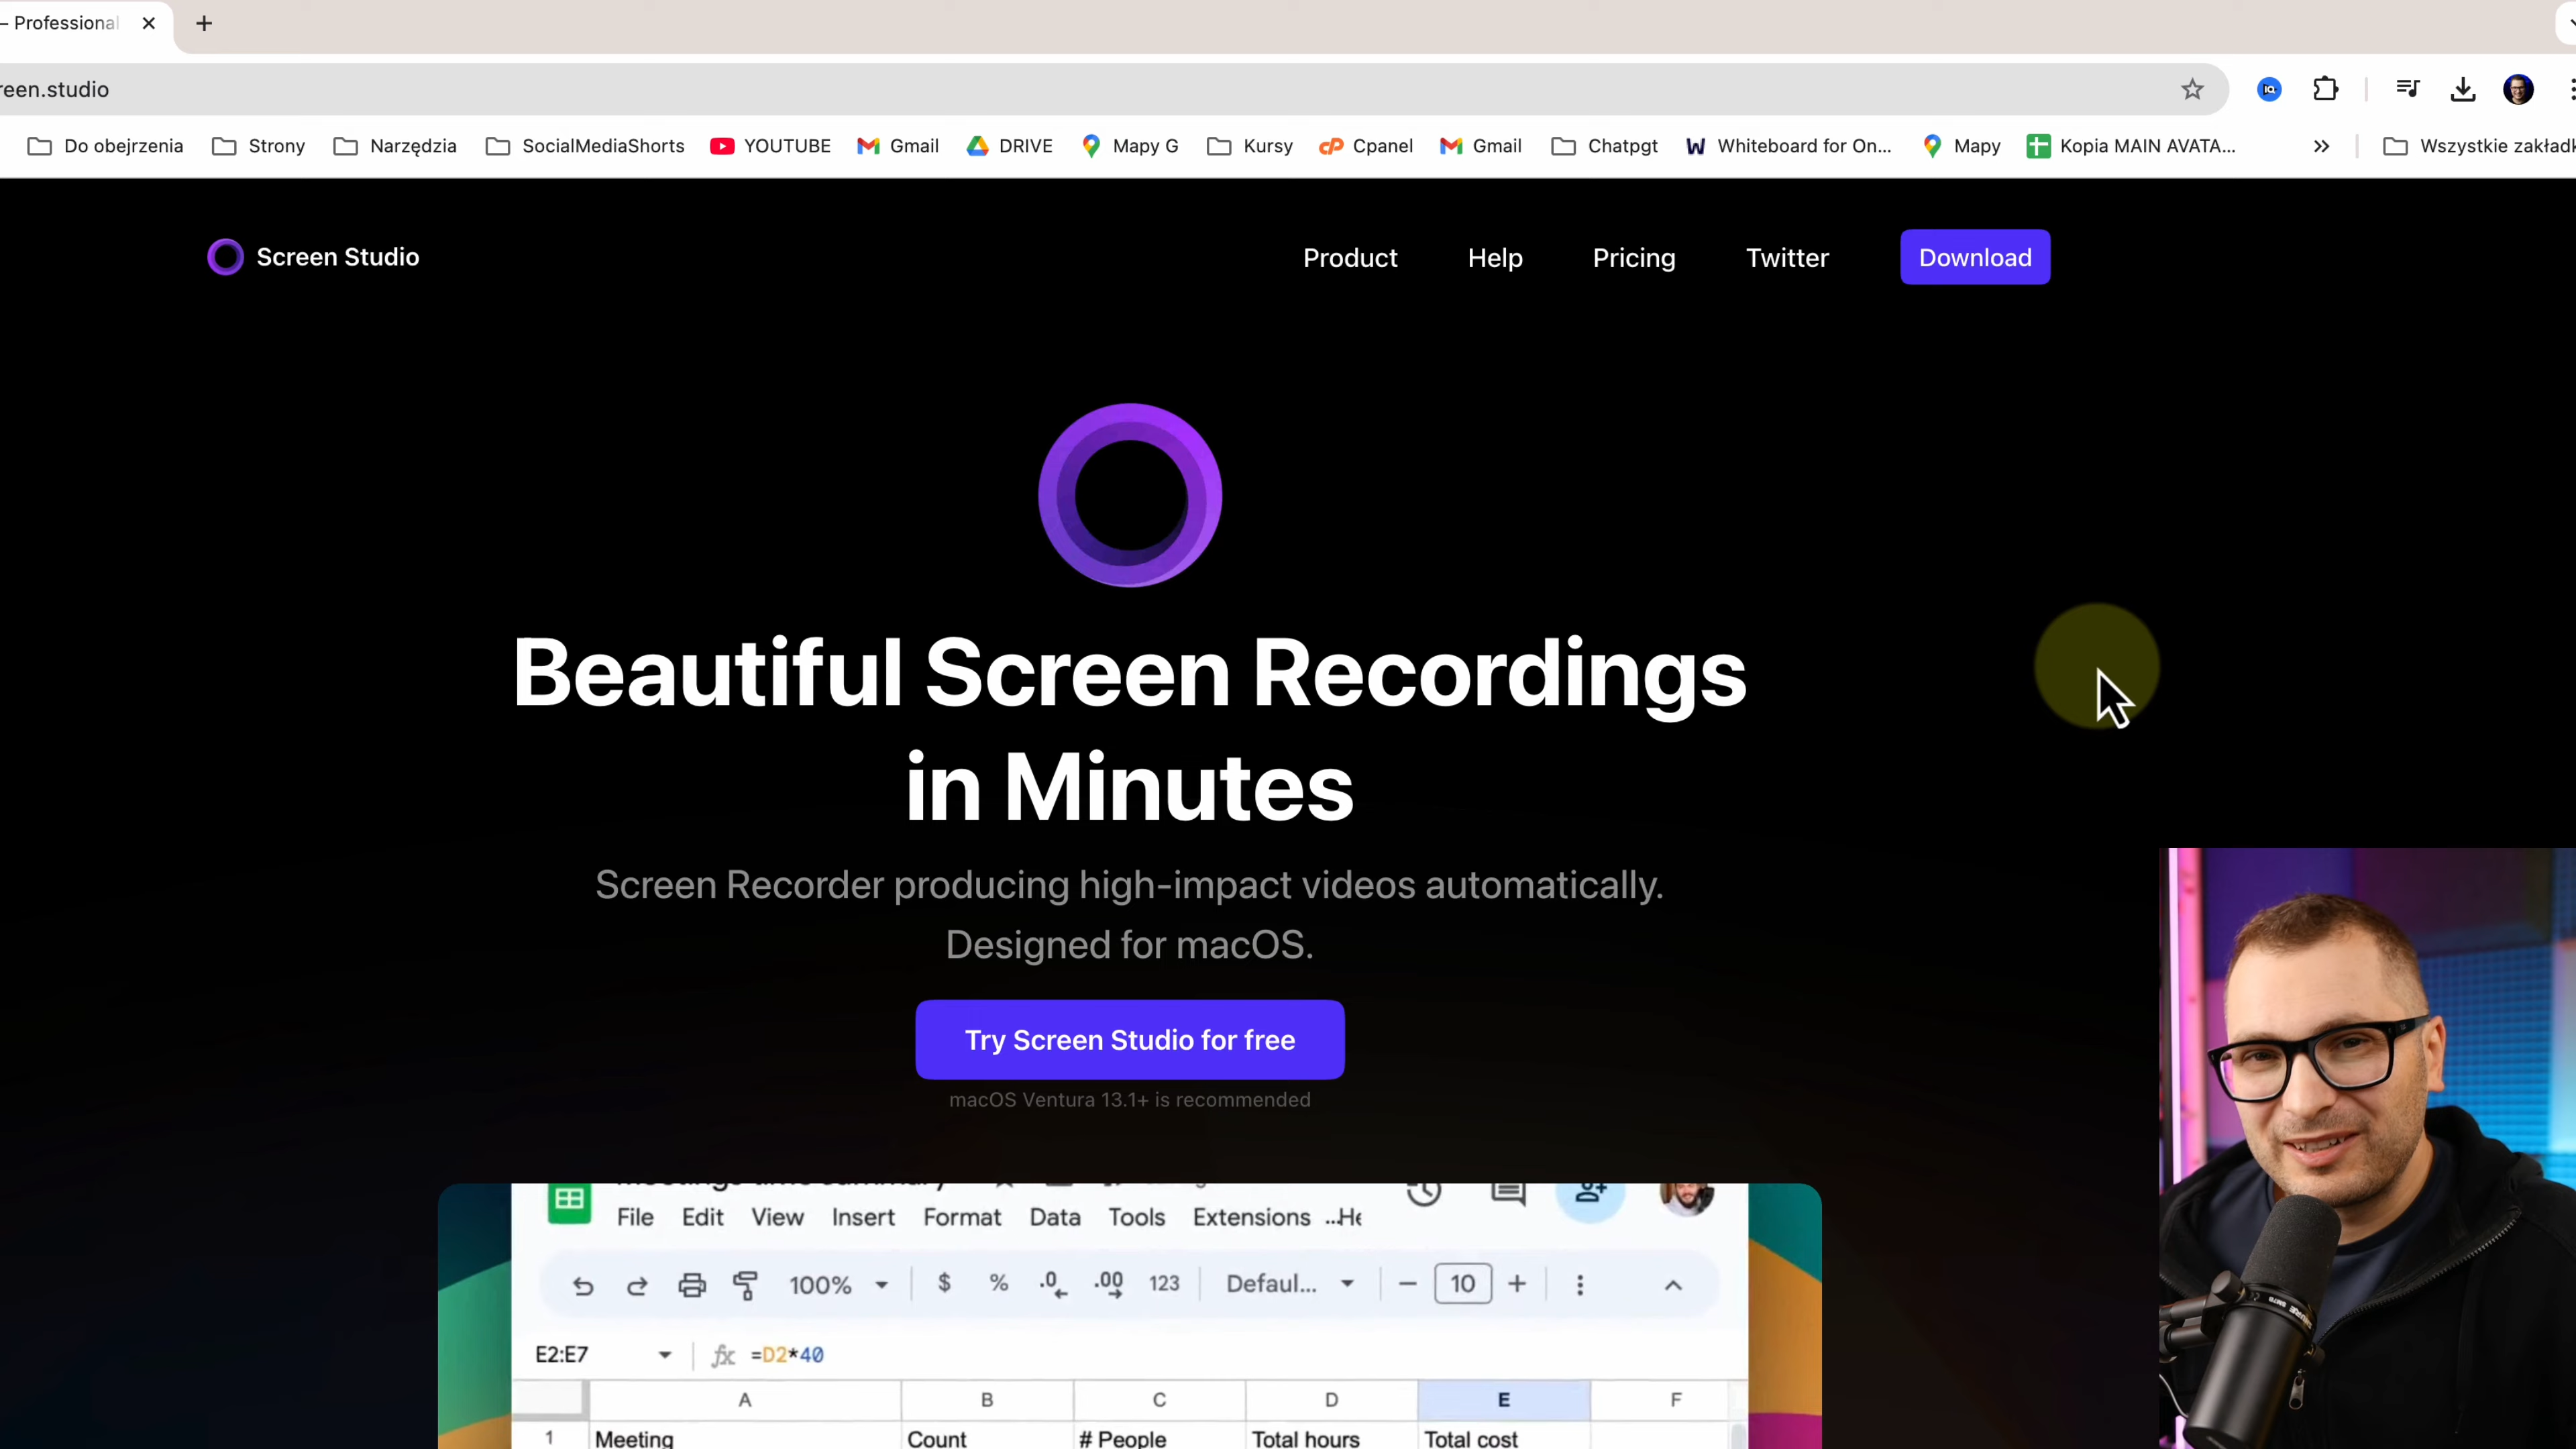 – Professional
reen.studio
Do obejrzenia Strony Narzędzia SocialMediaShorts YOUTUBE Gmail DRIVE Mapy G Kursy Cpanel Gmail Chatpgt Whiteboard for On... Mapy Kopia MAIN AVATA... Wszystkie zakładk
Screen Studio Product Help Pricing Twitter Download
Beautiful Screen Recordings
in Minutes
Screen Recorder producing high-impact videos automatically.
Designed for macOS.
Try Screen Studio for free
macOS Ventura 13.1+ is recommended
File Edit View Insert Format Data Tools Extensions ...He
100% $ % .0 .00 123 Defaul... 10
E2:E7 fx =D2*40
A B C D E F
1 Meeting Count # People Total hours Total cost